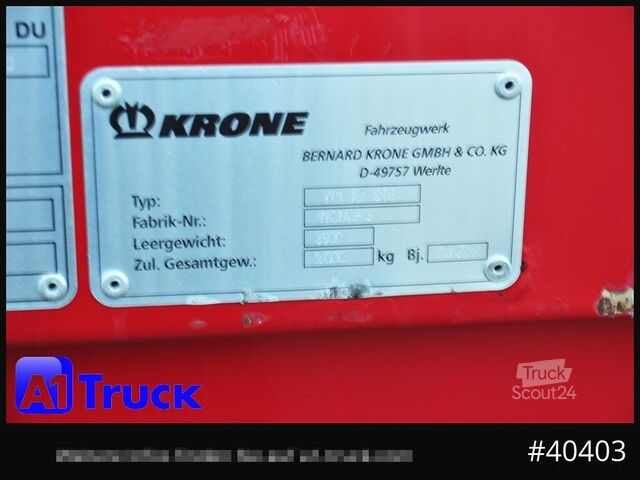 DU
KRONE
Fahrzeugwerk
BERNARD KRONE GMBH & CO. KG
D-49757 Werlte
Typ:
Fabrik-Nr.:
Leergewicht:
Zul. Gesamtgew.: kg Bj.
A1 Truck
Truck
Scout24
#40403